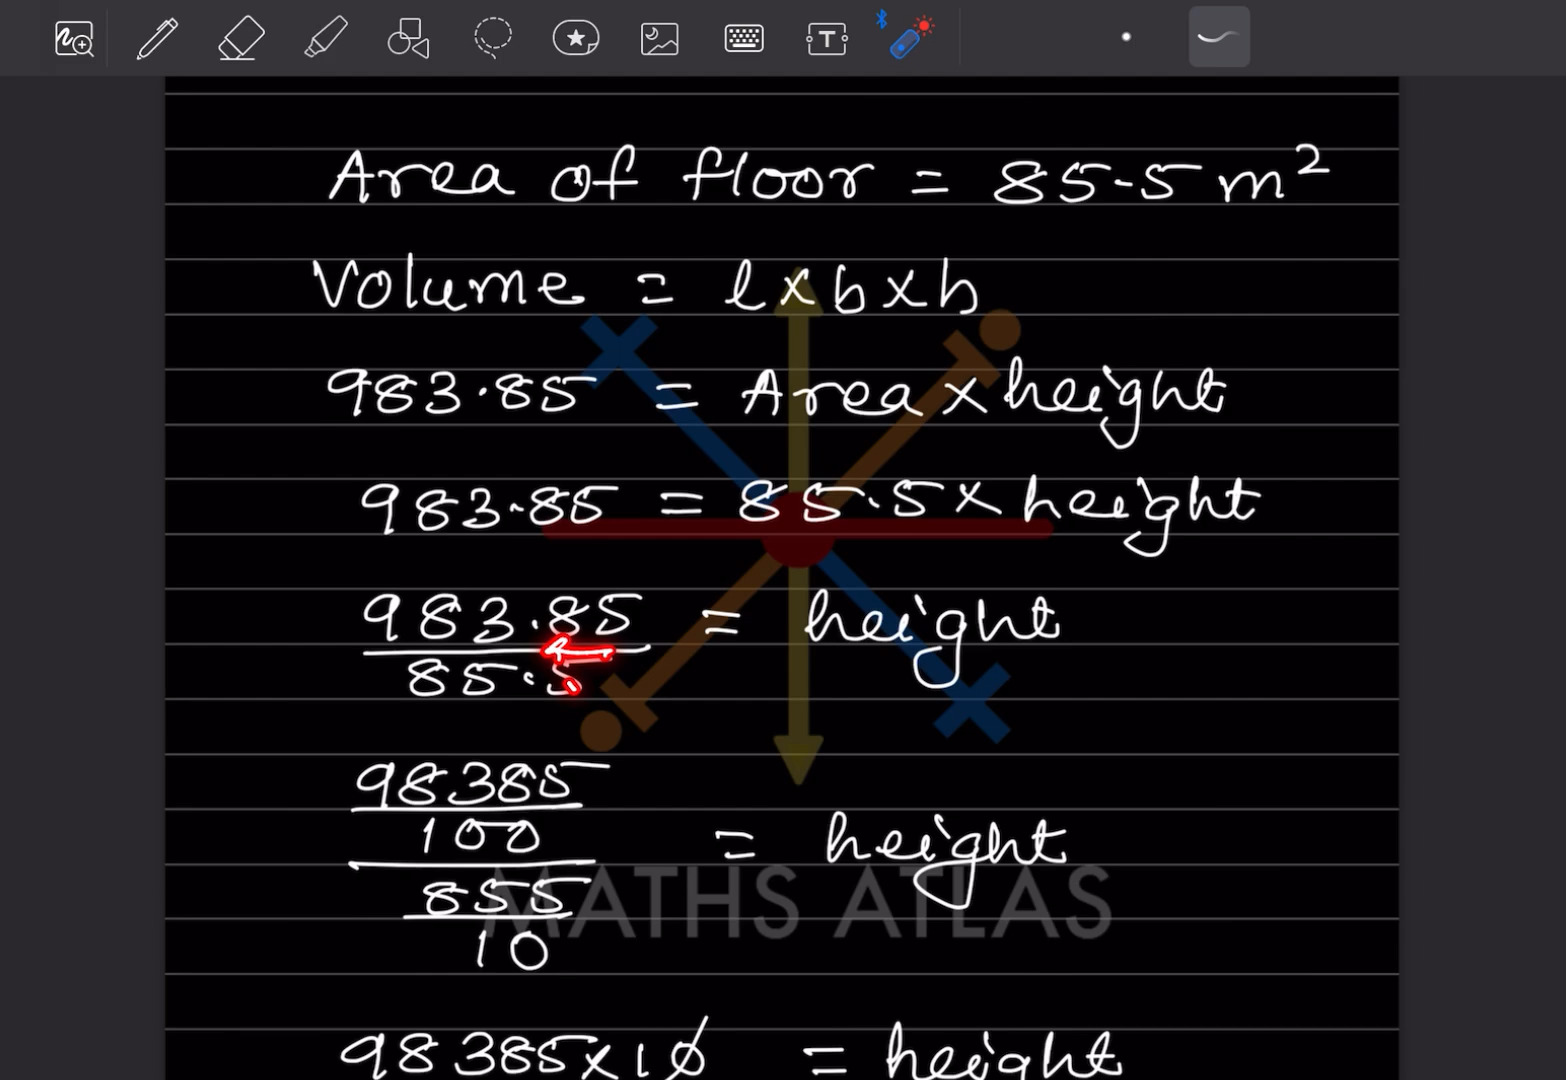 Area of floor = 85.5 m²
Volume = l×b×h
983.85 = Area × height
983.85 = 85.5 × height
983.85 = height
85.5
98385
100 = height
855
10
MATHS ATLAS
98385×10 = height